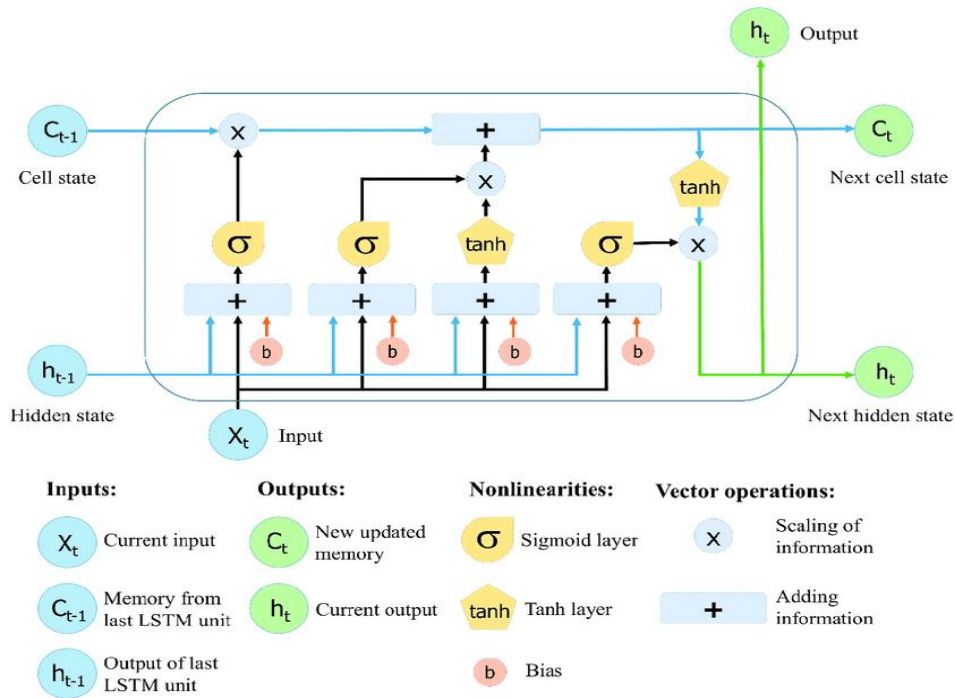 hₜ Output
Cₜ₋₁ x + Cₜ
Cell state x tanh Next cell state
σ σ tanh σ x
+ + + +
b b b b
hₜ₋₁ hₜ
Hidden state Next hidden state
Xₜ Input
Inputs: Outputs: Nonlinearities: Vector operations:
Xₜ Current input
Cₜ₋₁ Memory from
last LSTM unit
hₜ₋₁ Output of last
LSTM unit
Cₜ New updated
memory
hₜ Current output
σ Sigmoid layer
tanh Tanh layer
b Bias
x Scaling of
information
+ Adding
information